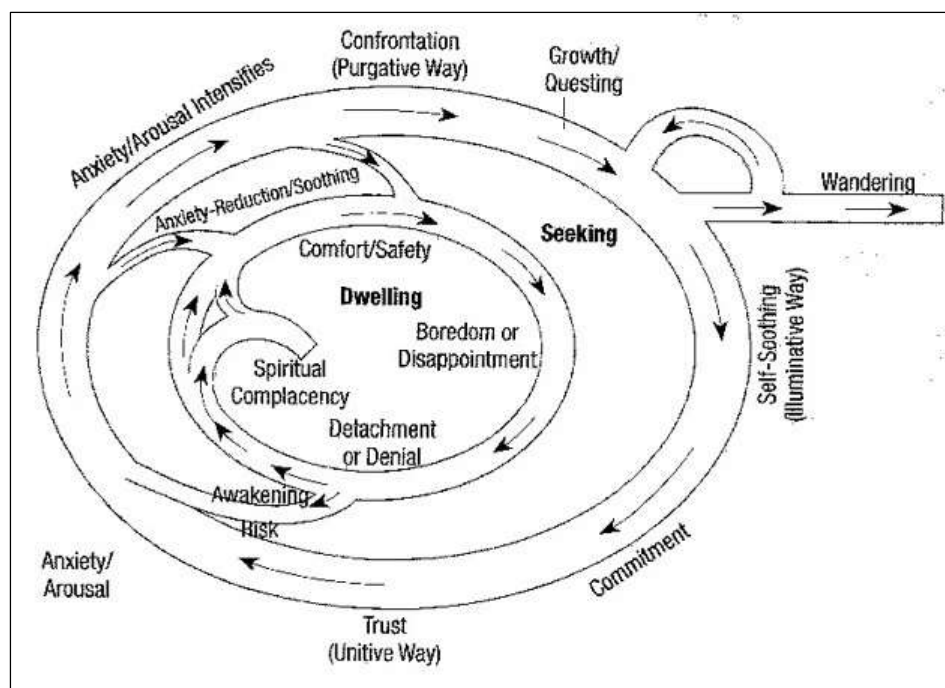 Confrontation
(Purgative Way)
Growth/
Questing
Anxiety/Arousal Intensifies
Anxiety-Reduction/Soothing
Wandering
Seeking
Comfort/Safety
Dwelling
Boredom or
Disappointment
Self-Soothing
(Illuminative Way)
Spiritual
Complacency
Detachment
or Denial
Awakening
Risk
Anxiety/
Arousal
Commitment
Trust
(Unitive Way)